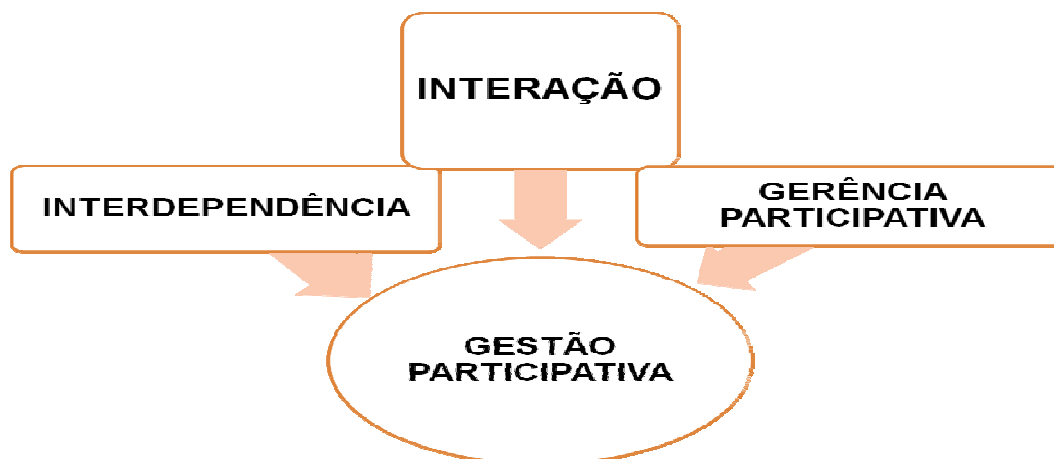 INTERAÇÃO
INTERDEPENDÊNCIA
GERÊNCIA
PARTICIPATIVA
GESTÃO
PARTICIPATIVA